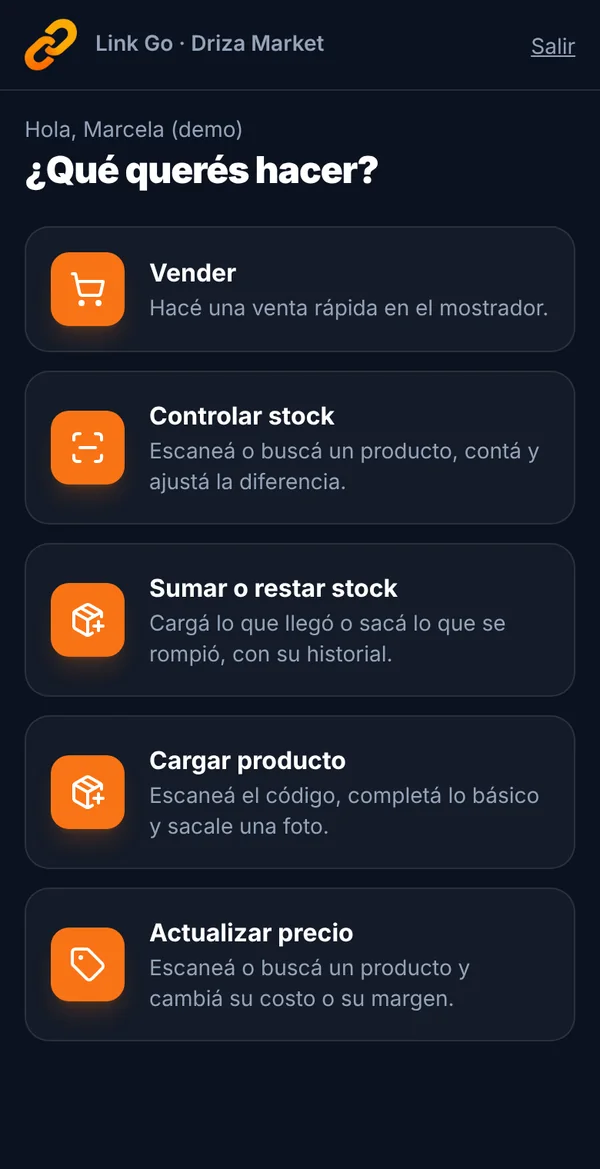 Link Go · Driza Market
Salir
Hola, Marcela (demo)
¿Qué querés hacer?
Vender
Hacé una venta rápida en el mostrador.
Controlar stock
Escaneá o buscá un producto, contá y
ajustá la diferencia.
Sumar o restar stock
Cargá lo que llegó o sacá lo que se
rompió, con su historial.
Cargar producto
Escaneá el código, completá lo básico
y sacale una foto.
Actualizar precio
Escaneá o buscá un producto y
cambiá su costo o su margen.